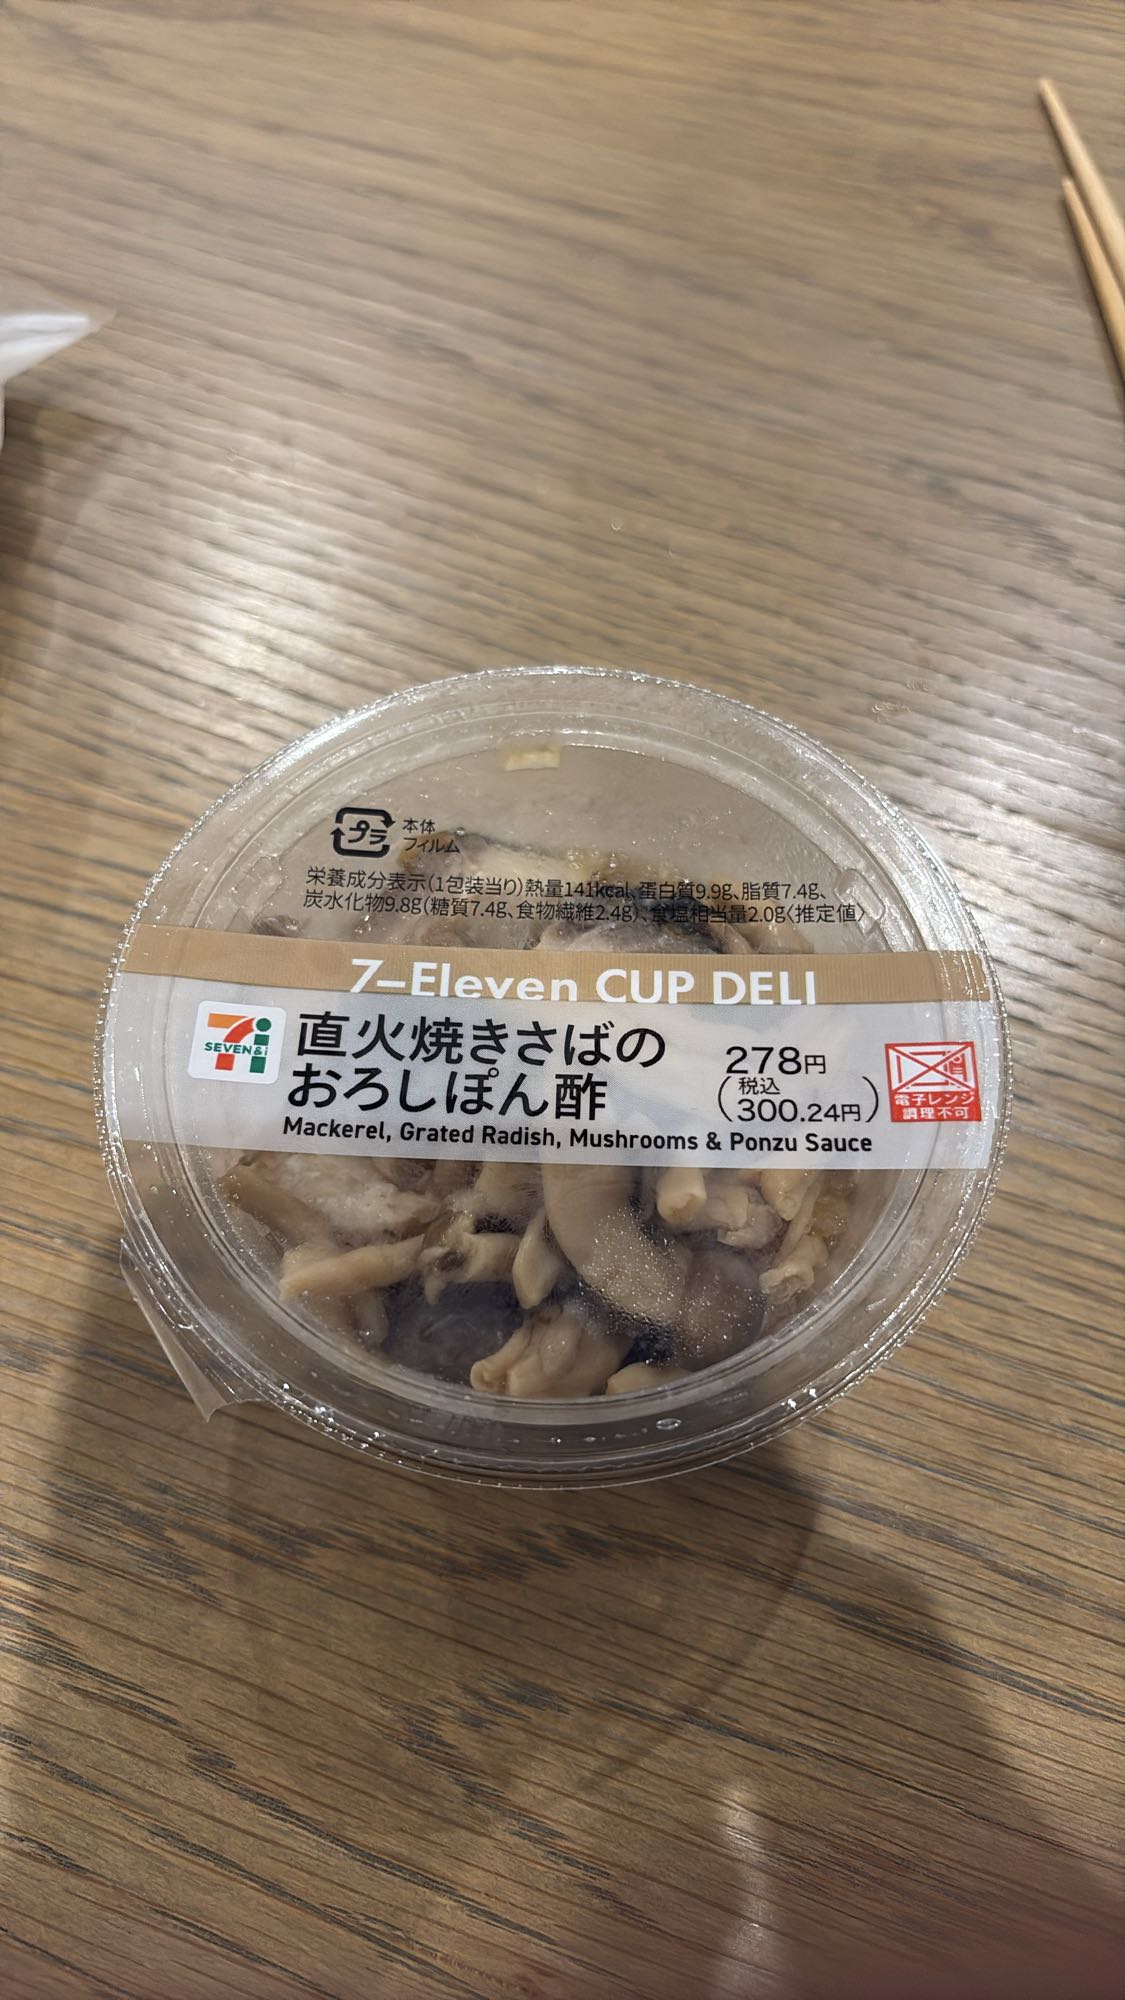 プラ
本体
フィルム
栄養成分表示(1包装当り)熱量141kcal、蛋白質9.9g、脂質7.4g、
炭水化物9.8g(糖質7.4g、食物繊維2.4g)、食塩相当量2.0g〈推定値〉
7-Eleven CUP DELI
7
SEVEN&i
直火焼きさばの
おろしぽん酢
278円
(税込
300.24円)
電子レンジ
調理不可
Mackerel, Grated Radish, Mushrooms & Ponzu Sauce